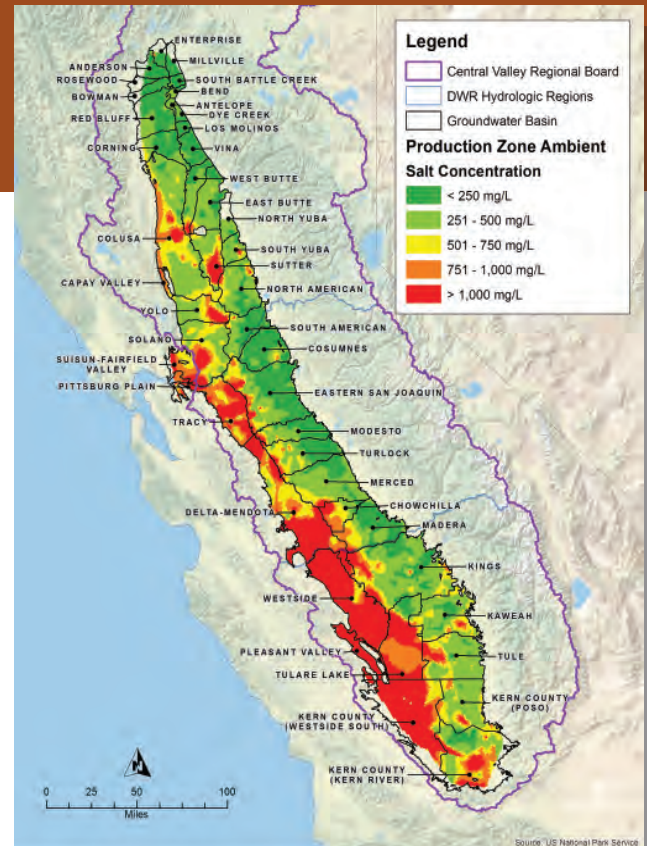 ENTERPRISE
ANDERSON
MILLVILLE
ROSEWOOD
SOUTH BATTLE CREEK
BOWMAN
BEND
ANTELOPE
RED BLUFF
DYE CREEK
LOS MOLINOS
CORNING
VINA
WEST BUTTE
EAST BUTTE
NORTH YUBA
COLUSA
SOUTH YUBA
SUTTER
CAPAY VALLEY
NORTH AMERICAN
YOLO
SOUTH AMERICAN
SOLANO
COSUMNES
SUISUN-FAIRFIELD
VALLEY
PITTSBURG PLAIN
EASTERN SAN JOAQUIN
TRACY
MODESTO
TURLOCK
MERCED
DELTA-MENDOTA
CHOWCHILLA
MADERA
KINGS
WESTSIDE
KAWEAH
PLEASANT VALLEY
TULE
TULARE LAKE
KERN COUNTY
(POSO)
KERN COUNTY
(WESTSIDE SOUTH)
KERN COUNTY
(KERN RIVER)
Legend
Central Valley Regional Board
DWR Hydrologic Regions
Groundwater Basin
Production Zone Ambient
Salt Concentration
< 250 mg/L
251 - 500 mg/L
501 - 750 mg/L
751 - 1,000 mg/L
> 1,000 mg/L
N
0 25 50 100
Miles
Source: US National Park Service